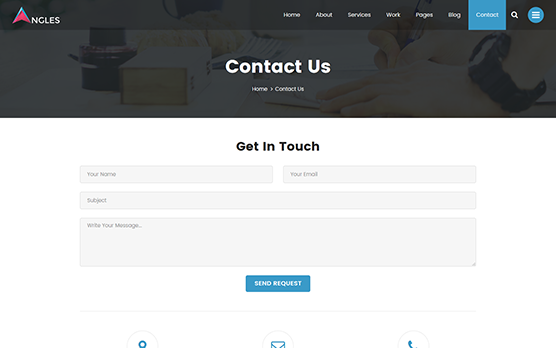 ANGLES
Home About Services Work Pages Blog Contact
Contact Us
Home > Contact Us
Get In Touch
Your Name
Your Email
Subject
Write Your Message...
SEND REQUEST